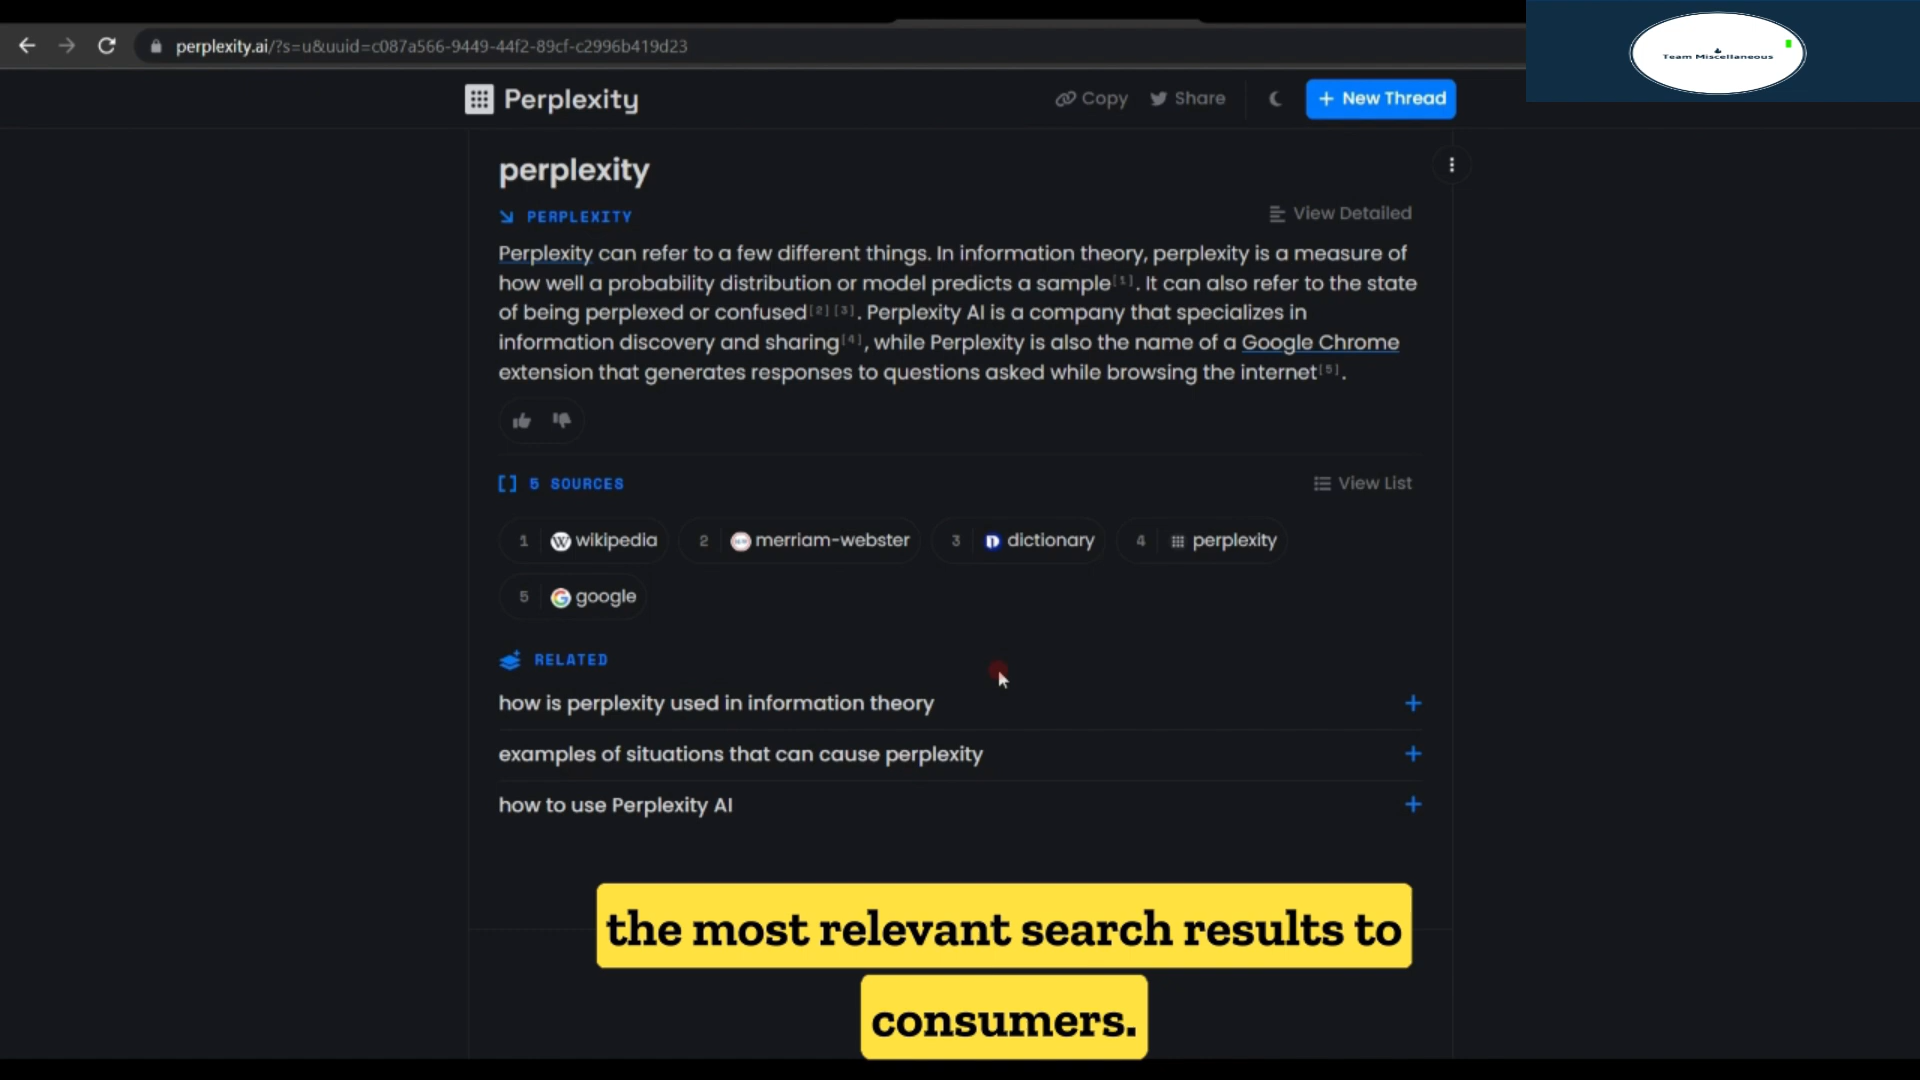 perplexity.ai/?s=u&uuid=c087a566-9449-44f2-89cf-c2996b419d23
Team Miscellaneous
Perplexity
Copy
Share
+ New Thread
perplexity
PERPLEXITY
View Detailed
Perplexity can refer to a few different things. In information theory, perplexity is a measure of
how well a probability distribution or model predicts a sample[1]. It can also refer to the state
of being perplexed or confused[2][3]. Perplexity AI is a company that specializes in
information discovery and sharing[4], while Perplexity is also the name of a Google Chrome
extension that generates responses to questions asked while browsing the internet[5].
5 SOURCES
View List
1 wikipedia
2 merriam-webster
3 dictionary
4 perplexity
5 google
RELATED
how is perplexity used in information theory
examples of situations that can cause perplexity
how to use Perplexity AI
the most relevant search results to
consumers.